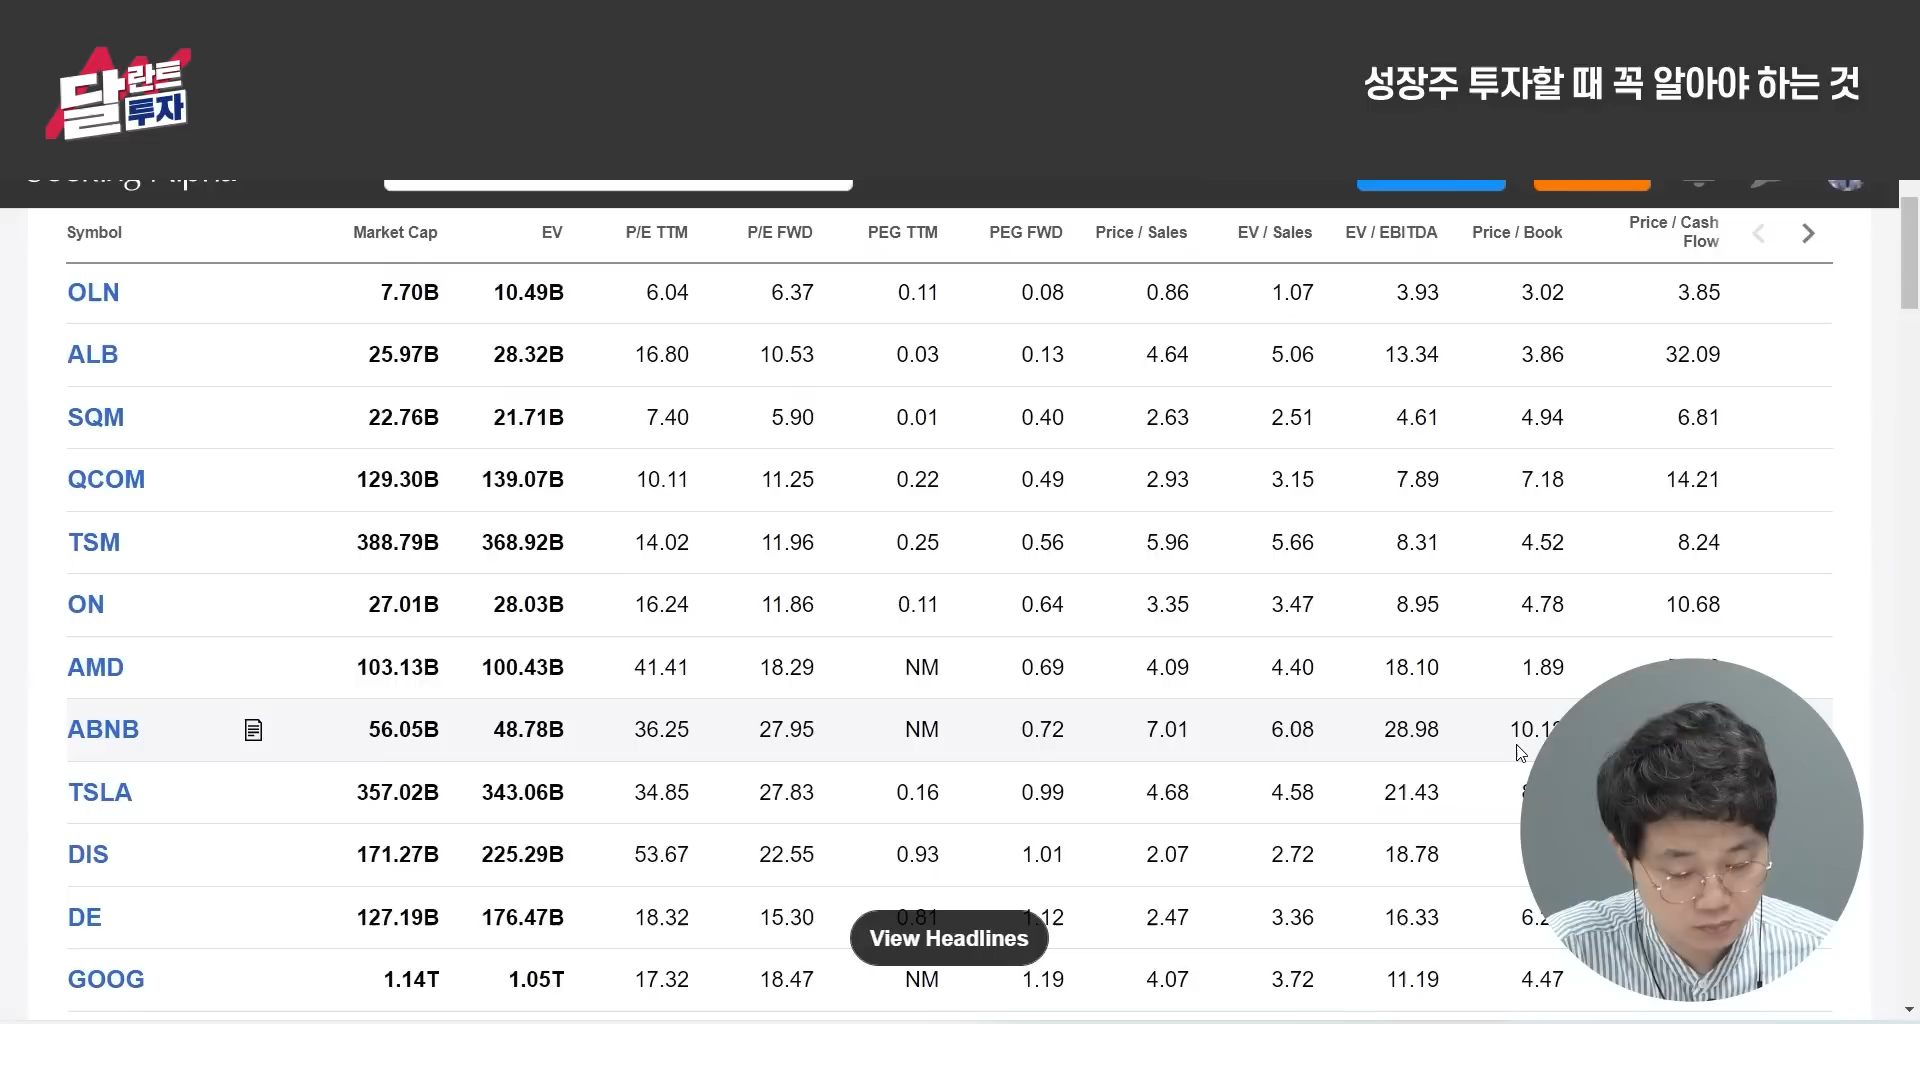 달란트
투자
성장주 투자할 때 꼭 알아야 하는 것
Symbol Market Cap EV P/E TTM P/E FWD PEG TTM PEG FWD Price / Sales EV / Sales EV / EBITDA Price / Book Price / Cash Flow
OLN 7.70B 10.49B 6.04 6.37 0.11 0.08 0.86 1.07 3.93 3.02 3.85
ALB 25.97B 28.32B 16.80 10.53 0.03 0.13 4.64 5.06 13.34 3.86 32.09
SQM 22.76B 21.71B 7.40 5.90 0.01 0.40 2.63 2.51 4.61 4.94 6.81
QCOM 129.30B 139.07B 10.11 11.25 0.22 0.49 2.93 3.15 7.89 7.18 14.21
TSM 388.79B 368.92B 14.02 11.96 0.25 0.56 5.96 5.66 8.31 4.52 8.24
ON 27.01B 28.03B 16.24 11.86 0.11 0.64 3.35 3.47 8.95 4.78 10.68
AMD 103.13B 100.43B 41.41 18.29 NM 0.69 4.09 4.40 18.10 1.89
ABNB 56.05B 48.78B 36.25 27.95 NM 0.72 7.01 6.08 28.98
TSLA 357.02B 343.06B 34.85 27.83 0.16 0.99 4.68 4.58 21.43
DIS 171.27B 225.29B 53.67 22.55 0.93 1.01 2.07 2.72 18.78
DE 127.19B 176.47B 18.32 15.30 0.81 1.12 2.47 3.36 16.33
View Headlines
GOOG 1.14T 1.05T 17.32 18.47 NM 1.19 4.07 3.72 11.19 4.47